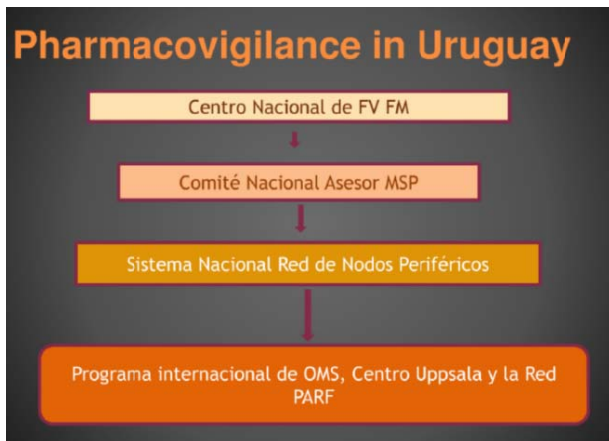 Pharmacovigilance in Uruguay
Centro Nacional de FV FM
Comité Nacional Asesor MSP
Sistema Nacional Red de Nodos Periféricos
Programa internacional de OMS, Centro Uppsala y la Red
PARF